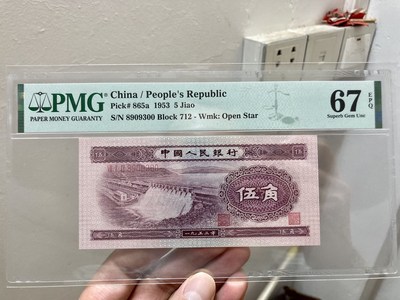 PMG
PAPER MONEY GUARANTY
China / People's Republic
Pick# 865a 1953 5 Jiao
S/N 8909300 Block 712 - Wmk: Open Star
67
EPQ
Superb Gem Unc
中國人民銀行
伍角
一九五三年